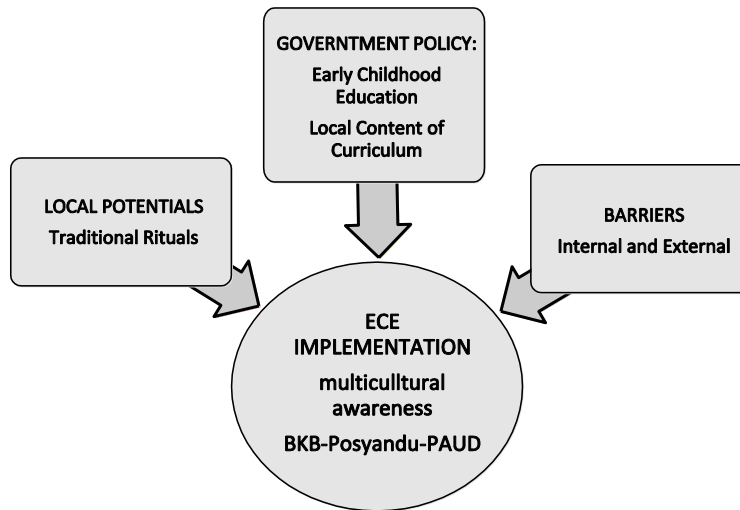 GOVERNTMENT POLICY:
Early Childhood
Education
Local Content of
Curriculum
LOCAL POTENTIALS
Traditional Rituals
BARRIERS
Internal and External
ECE
IMPLEMENTATION
multiculltural
awareness
BKB-Posyandu-PAUD